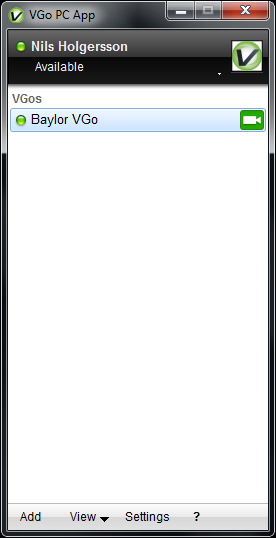 VGo PC App
Nils Holgersson
Available
VGos
Baylor VGo
Add View Settings ?